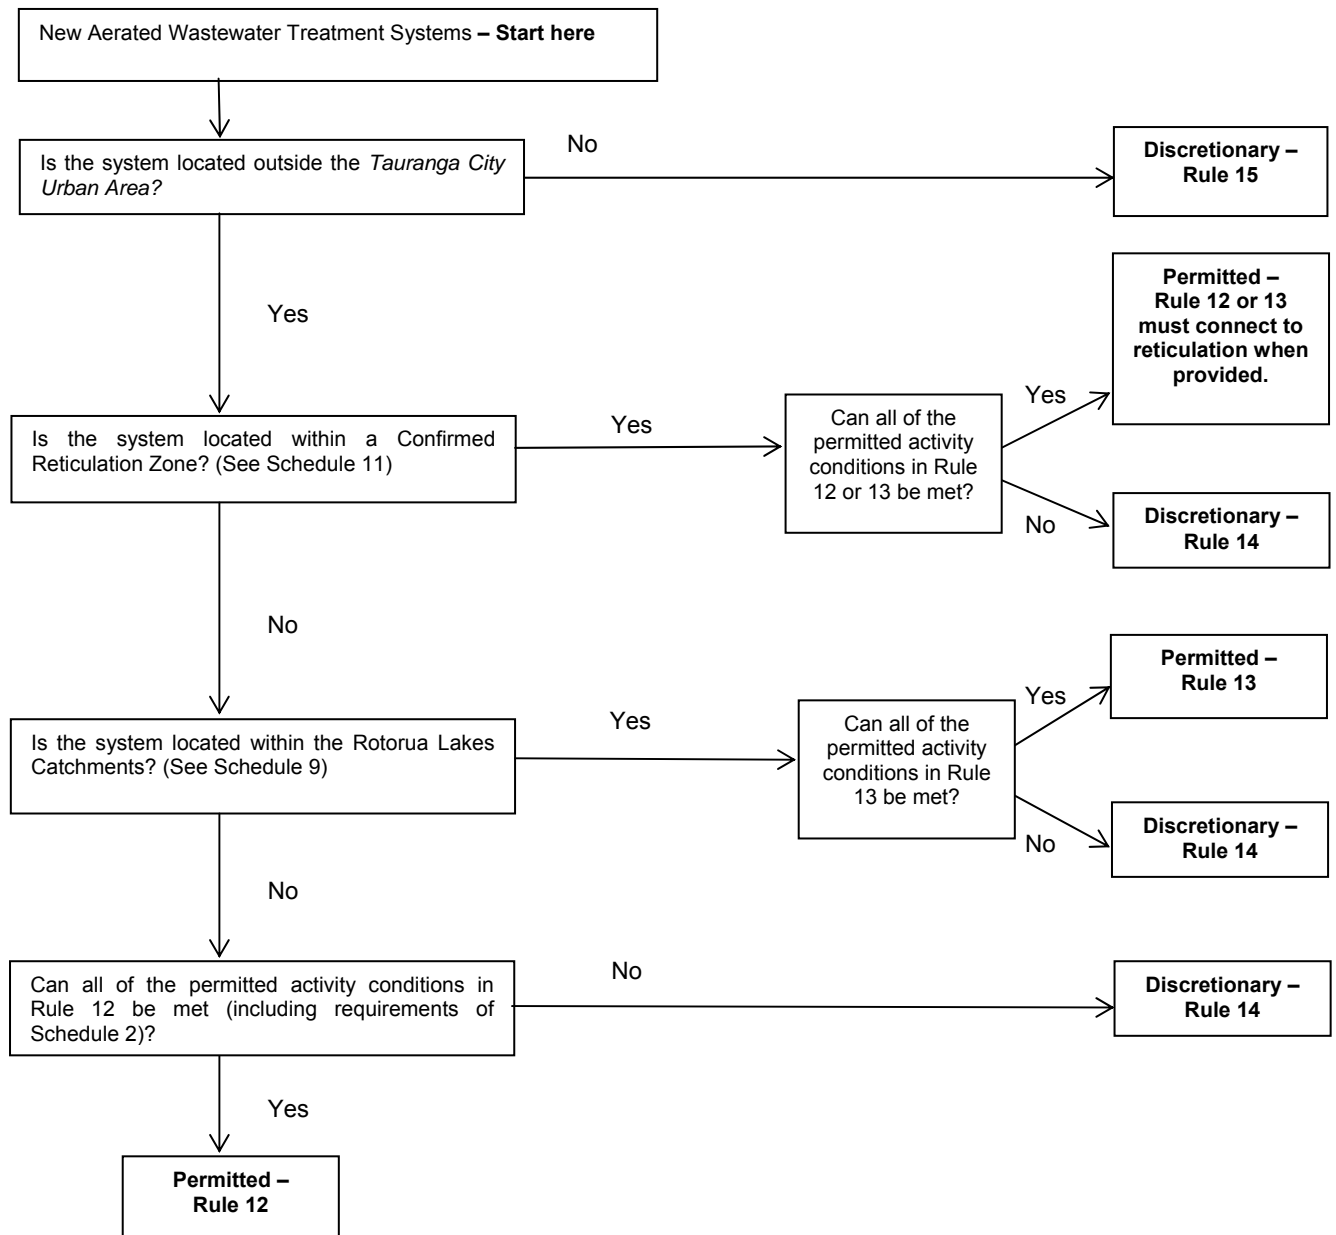 New Aerated Wastewater Treatment Systems – Start here
Is the system located outside the Tauranga City
Urban Area?
No
Discretionary –
Rule 15
Yes
Permitted –
Rule 12 or 13
must connect to
reticulation when
provided.
Is the system located within a Confirmed
Reticulation Zone? (See Schedule 11)
Yes
Can all of the
permitted activity
conditions in Rule
12 or 13 be met?
Yes
No
Discretionary –
Rule 14
No
Is the system located within the Rotorua Lakes
Catchments? (See Schedule 9)
Yes
Can all of the
permitted activity
conditions in Rule
13 be met?
Yes
Permitted –
Rule 13
No
Discretionary –
Rule 14
No
Can all of the permitted activity conditions in
Rule 12 be met (including requirements of
Schedule 2)?
No
Discretionary –
Rule 14
Yes
Permitted –
Rule 12